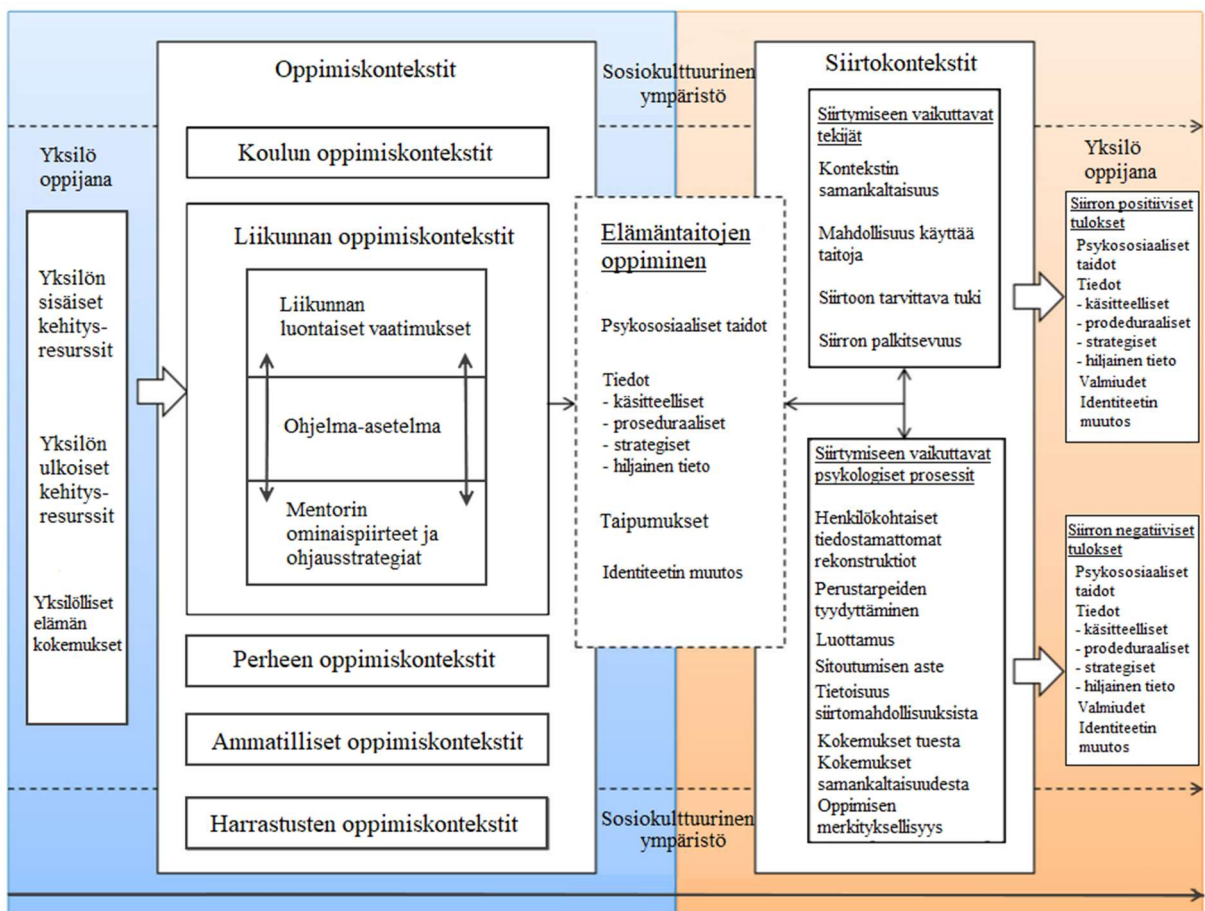 Oppimiskontekstit
Sosiokulttuurinen
ympäristö
Siirtokontekstit
Yksilö
oppijana
Yksilön
sisäiset
kehitys-
resurssit
Yksilön
ulkoiset
kehitys-
resurssit
Yksilölliset
elämän
kokemukset
Koulun oppimiskontekstit
Liikunnan oppimiskontekstit
Liikunnan
luontaiset vaatimukset
Ohjelma-asetelma
Mentorin
ominaispiirteet ja
ohjausstrategiat
Perheen oppimiskontekstit
Ammatilliset oppimiskontekstit
Harrastusten oppimiskontekstit
Elämäntaitojen
oppiminen
Psykososiaaliset taidot
Tiedot
- käsitteelliset
- proseduraaliset
- strategiset
- hiljainen tieto
Taipumukset
Identiteetin muutos
Sosiokulttuurinen
ympäristö
Siirtymiseen vaikuttavat
tekijät
Kontekstin
samankaltaisuus
Mahdollisuus käyttää
taitoja
Siirtoon tarvittava tuki
Siirron palkitsevuus
Siirtymiseen vaikuttavat
psykologiset prosessit
Henkilökohtaiset
tiedostamattomat
rekonstruktiot
Perustarpeiden
tyydyttäminen
Luottamus
Sitoutumisen aste
Tietoisuus
siirtomahdollisuuksista
Kokemukset tuesta
Kokemukset
samankaltaisuudesta
Oppimisen
merkityksellisyys
Yksilö
oppijana
Siirron positiiviset
tulokset
Psykososiaaliset
taidot
Tiedot
- käsitteelliset
- prodeduraaliset
- strategiset
- hiljainen tieto
Valmiudet
Identiteetin
muutos
Siirron negatiiviset
tulokset
Psykososiaaliset
taidot
Tiedot
- käsitteelliset
- prodeduraaliset
- strategiset
- hiljainen tieto
Valmiudet
Identiteetin
muutos